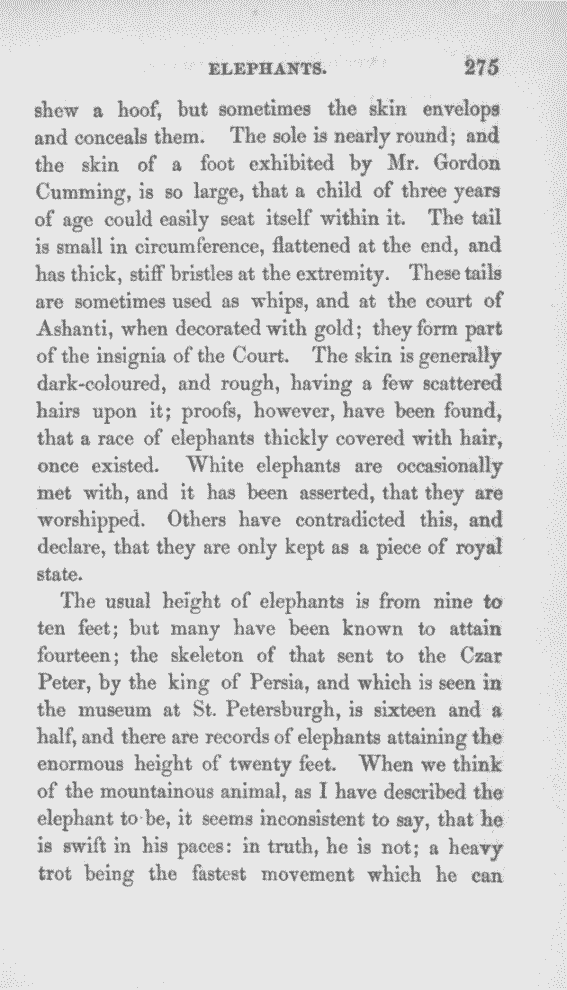 ELEPHANTS. 275
shew a hoof, but sometimes the skin envelops
and conceals them. The sole is nearly round; and
the skin of a foot exhibited by Mr. Gordon
Cumming, is so large, that a child of three years
of age could easily seat itself within it. The tail
is small in circumference, flattened at the end, and
has thick, stiff bristles at the extremity. These tails
are sometimes used as whips, and at the court of
Ashanti, when decorated with gold; they form part
of the insignia of the Court. The skin is generally
dark-coloured, and rough, having a few scattered
hairs upon it; proofs, however, have been found,
that a race of elephants thickly covered with hair,
once existed. White elephants are occasionally
met with, and it has been asserted, that they are
worshipped. Others have contradicted this, and
declare, that they are only kept as a piece of royal
state.
The usual height of elephants is from nine to
ten feet; but many have been known to attain
fourteen; the skeleton of that sent to the Czar
Peter, by the king of Persia, and which is seen in
the museum at St. Petersburgh, is sixteen and a
half, and there are records of elephants attaining the
enormous height of twenty feet. When we think
of the mountainous animal, as I have described the
elephant to be, it seems inconsistent to say, that he
is swift in his paces: in truth, he is not; a heavy
trot being the fastest movement which he can